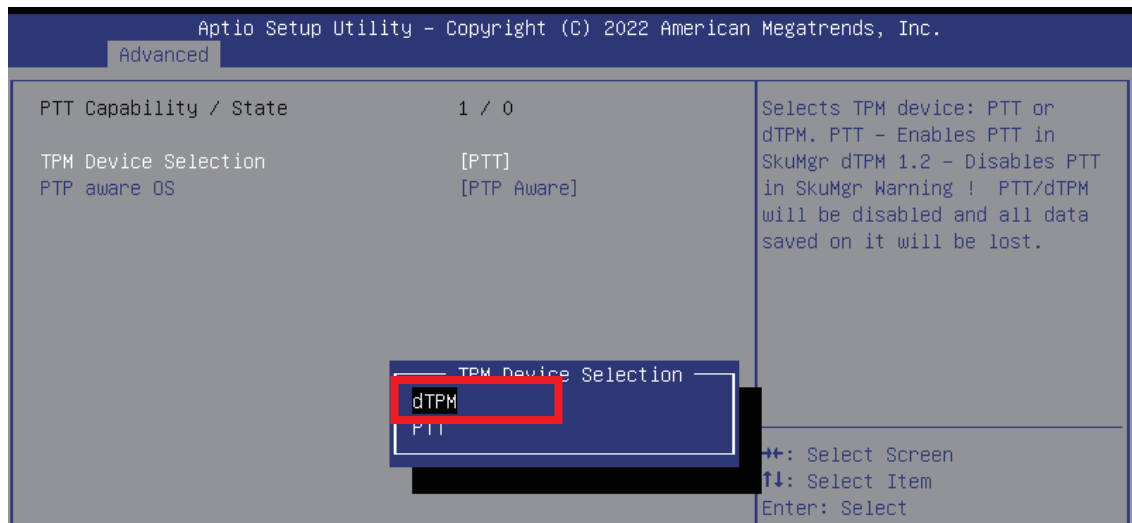 Aptio Setup Utility – Copyright (C) 2022 American Megatrends, Inc.
Advanced
PTT Capability / State 1 / 0
TPM Device Selection [PTT]
PTP aware OS [PTP Aware]
Selects TPM device: PTT or
dTPM. PTT – Enables PTT in
SkuMgr dTPM 1.2 – Disables PTT
in SkuMgr Warning ! PTT/dTPM
will be disabled and all data
saved on it will be lost.
TPM Device Selection
dTPM
PTT
→←: Select Screen
↑↓: Select Item
Enter: Select